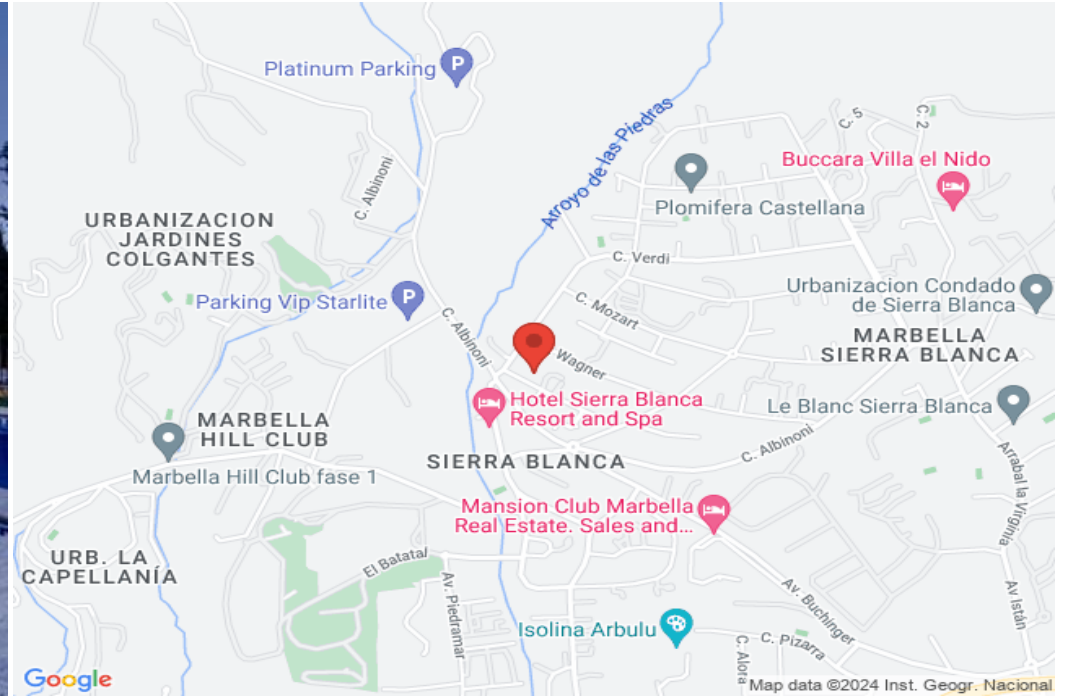 Platinum Parking
P
Atroyo de las Piedras
C. 5
C. 2
Buccara Villa el Nido
C. Albinoni
Plomifera Castellana
URBANIZACION
JARDINES
COLGANTES
C. Verdi
Parking Vip Starlite
P
Urbanizacion Condado
de Sierra Blanca
C. Mozart
C. Albinoni
MARBELLA
SIERRA BLANCA
Wagner
Hotel Sierra Blanca
Resort and Spa
Le Blanc Sierra Blanca
MARBELLA
HILL CLUB
C. Albinoni
SIERRA BLANCA
Marbella Hill Club fase 1
Arrabal la Virginia
Mansion Club Marbella
Real Estate. Sales and...
URB. LA
CAPELLANÍA
El Batatal
Av. Piedramar
Av. Buchinger
Av Istán
Isolina Arbulu
C. Pizarra
C. Alora
Google
Map data ©2024 Inst. Geogr. Nacional